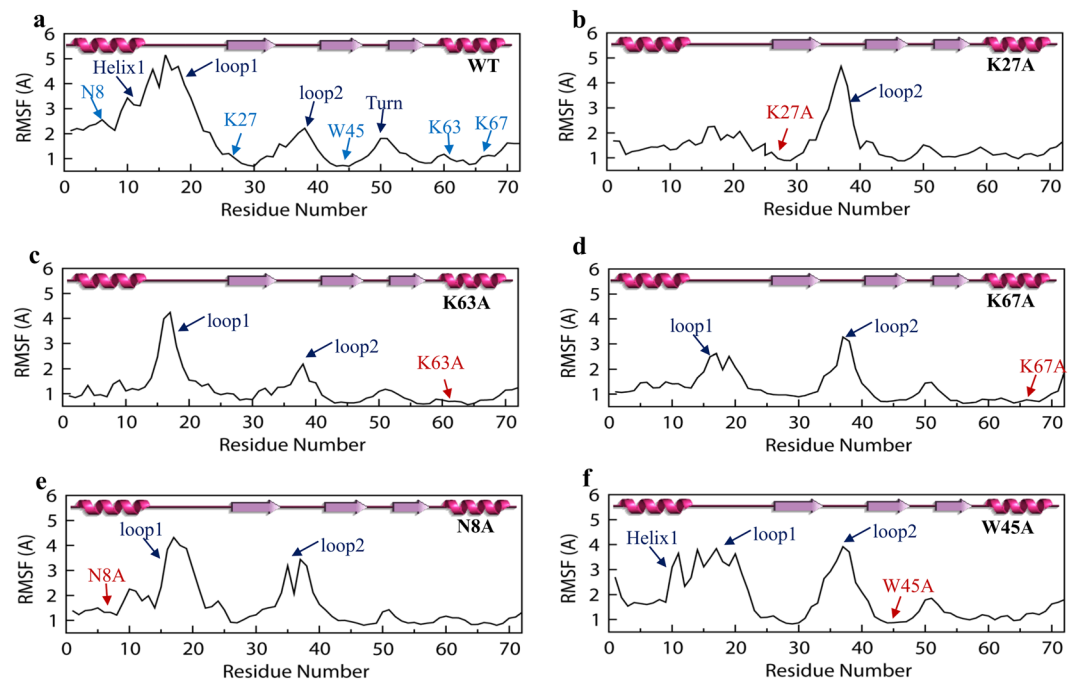 a
6
5
4
3
2
1
RMSF (A)
WT
Helix1
loop1
N8
K27
loop2
W45
Turn
K63
K67
0 10 20 30 40 50 60 70
Residue Number
b
6
5
4
3
2
1
RMSF (A)
K27A
loop2
K27A
0 10 20 30 40 50 60 70
Residue Number
c
6
5
4
3
2
1
RMSF (A)
K63A
loop1
loop2
K63A
0 10 20 30 40 50 60 70
Residue Number
d
6
5
4
3
2
1
RMSF (A)
K67A
loop1
loop2
K67A
0 10 20 30 40 50 60 70
Residue Number
e
6
5
4
3
2
1
RMSF (A)
N8A
loop1
loop2
N8A
0 10 20 30 40 50 60 70
Residue Number
f
6
5
4
3
2
1
RMSF (A)
W45A
Helix1
loop1
loop2
W45A
0 10 20 30 40 50 60 70
Residue Number